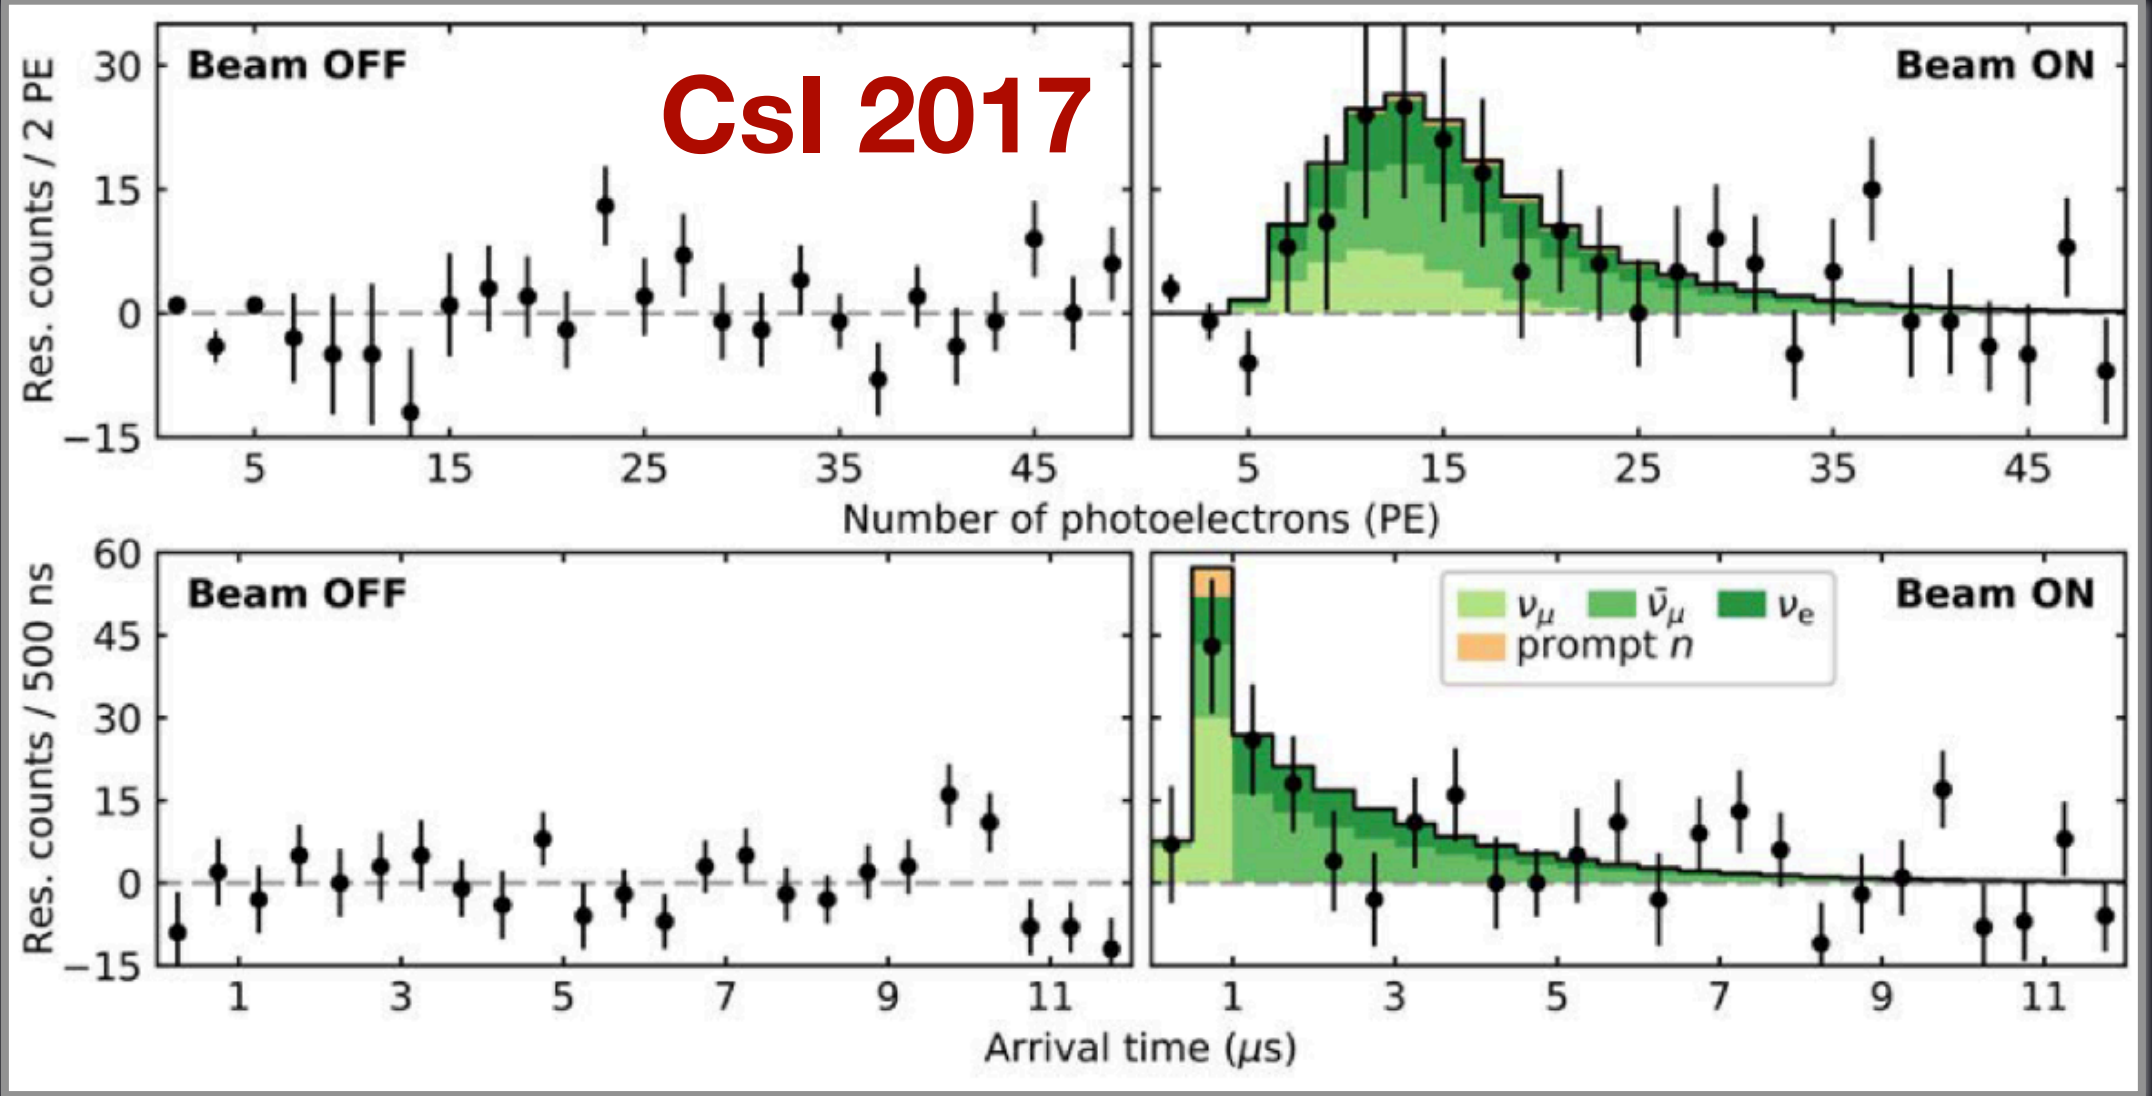 Beam OFF
CsI 2017
Beam ON
Res. counts / 2 PE
30
15
0
−15
5 15 25 35 45
5 15 25 35 45
Number of photoelectrons (PE)
Beam OFF
Beam ON
ν_μ ν̄_μ ν_e
prompt n
Res. counts / 500 ns
60
45
30
15
0
−15
1 3 5 7 9 11
1 3 5 7 9 11
Arrival time (μs)